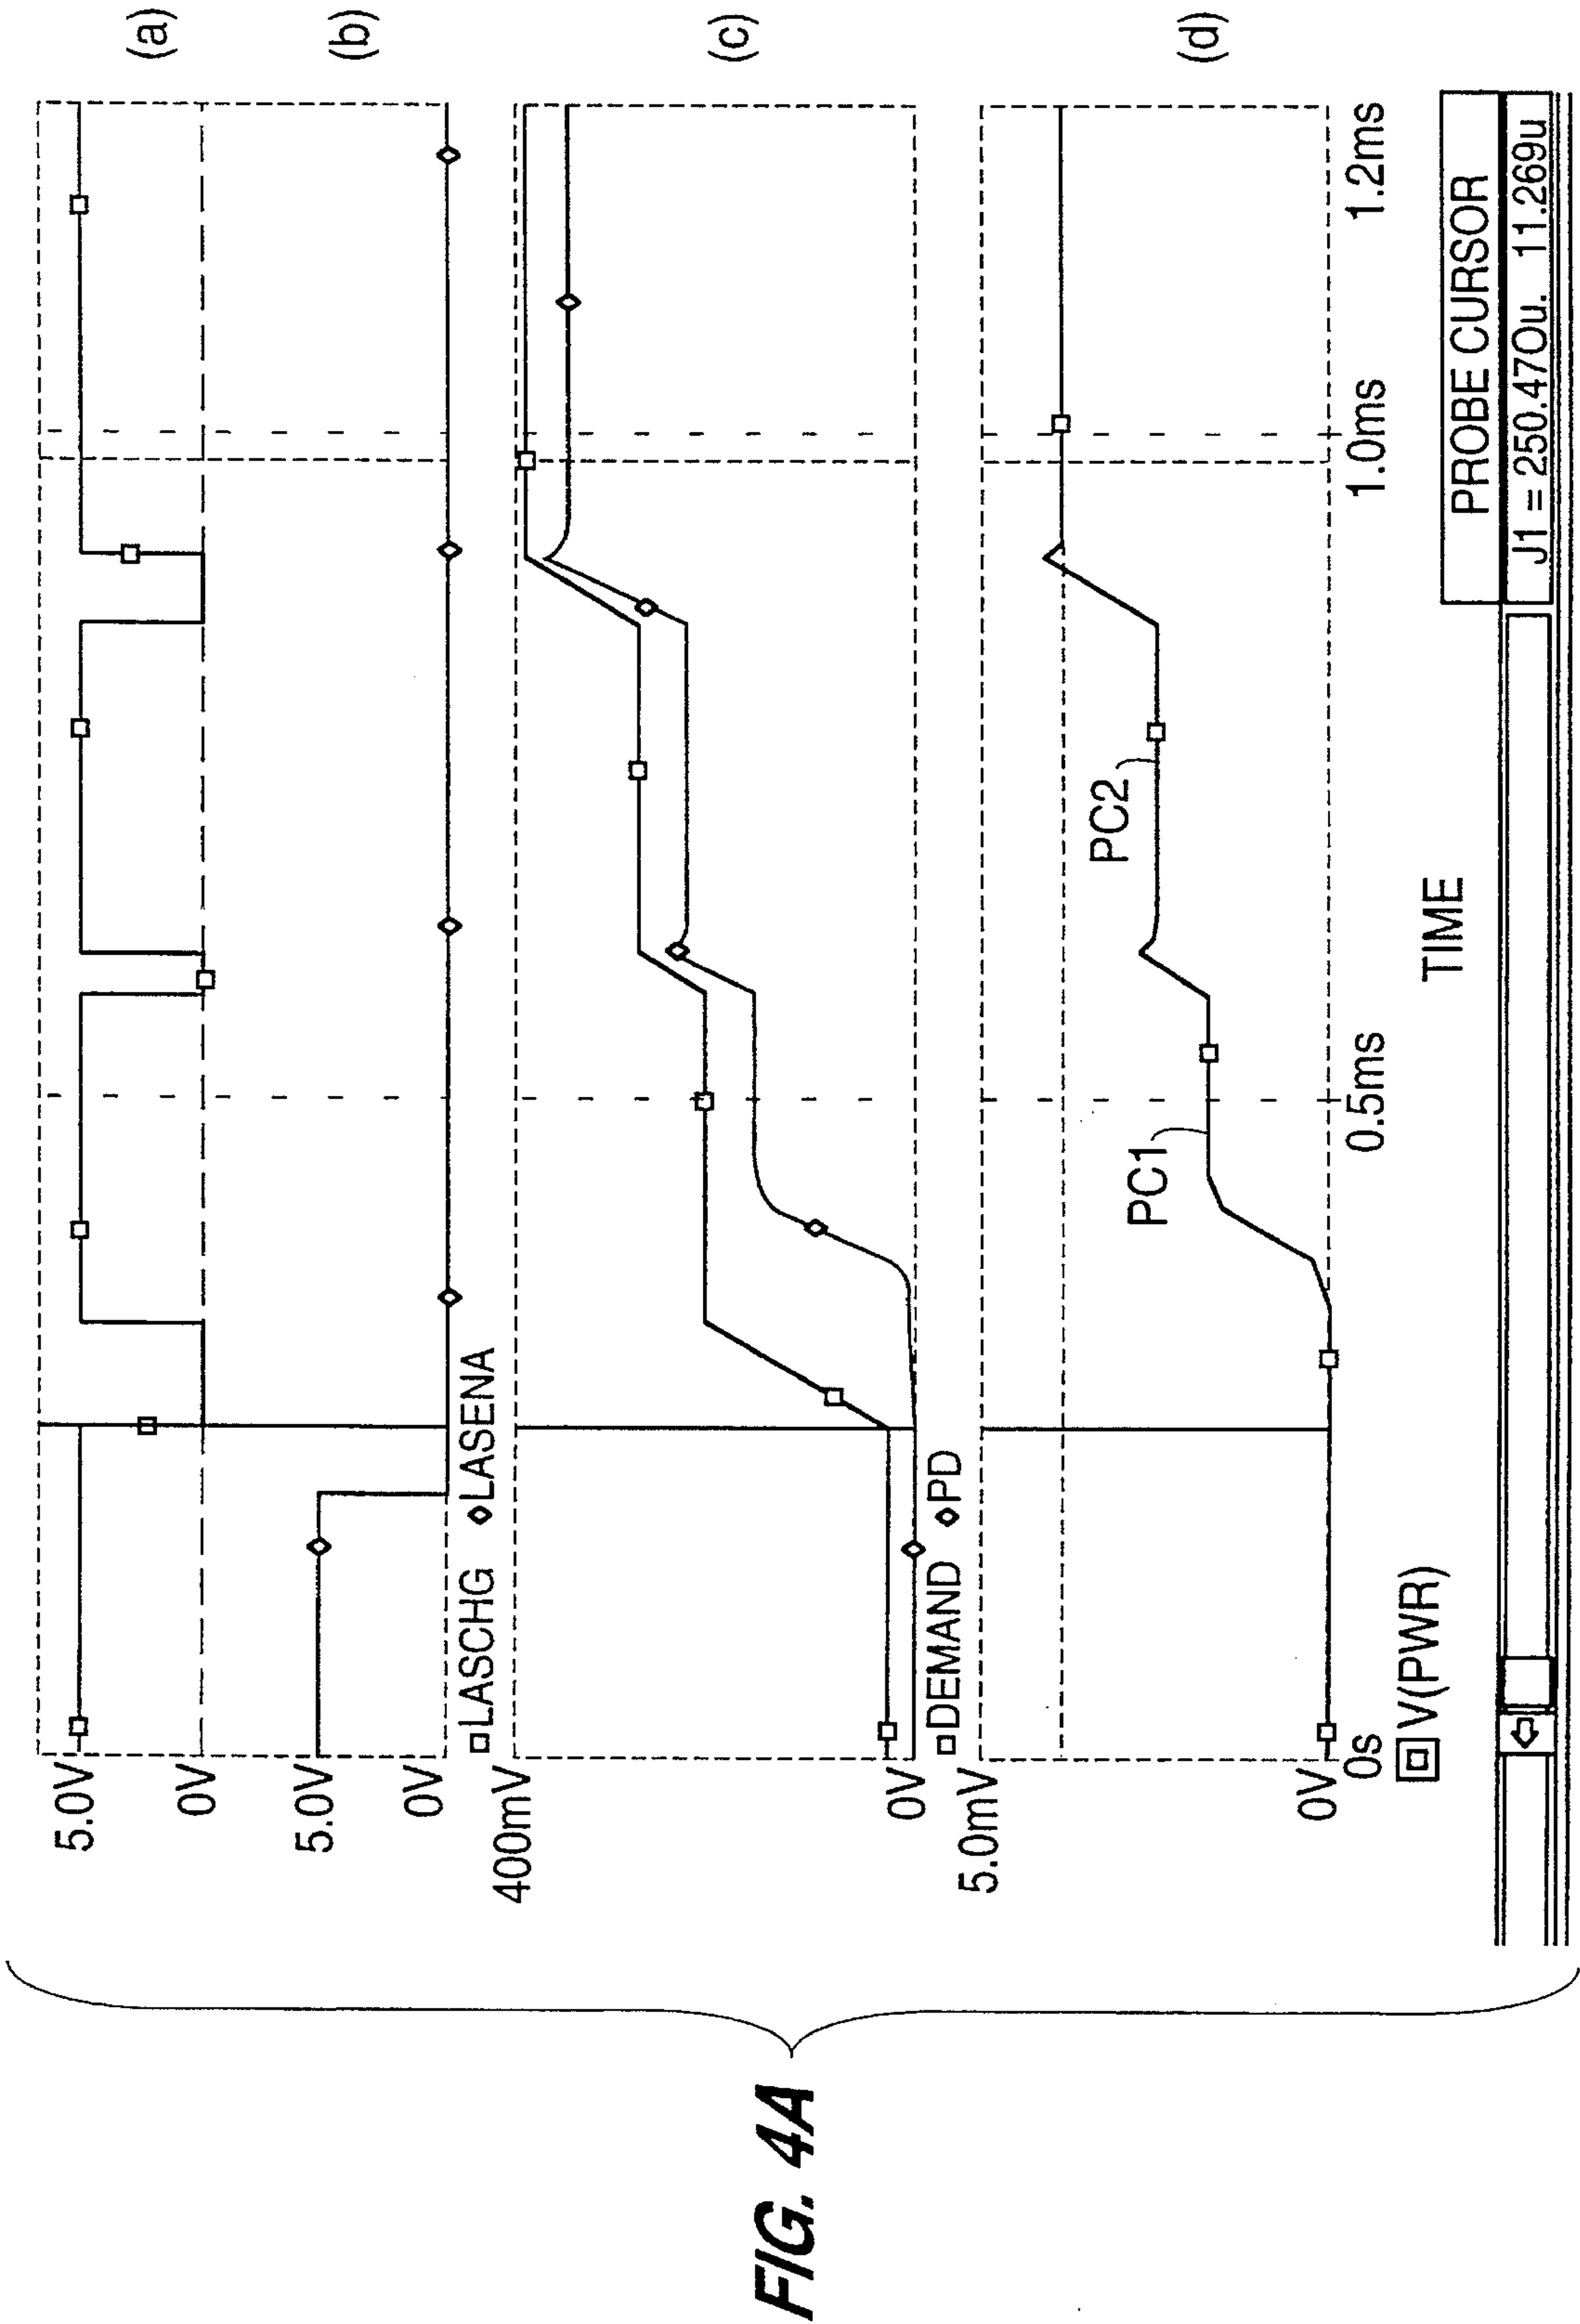 FIG. 4A
5.0V
0V
(a)
5.0V
0V
(b)
LASCHG LASENA
400mV
0V
(c)
DEMAND PD
5.0mV
0V
PC1
PC2
(d)
0s 0.5ms 1.0ms 1.2ms
V(PWR)
TIME
PROBE CURSOR
J1 = 250.470u. 11.269u